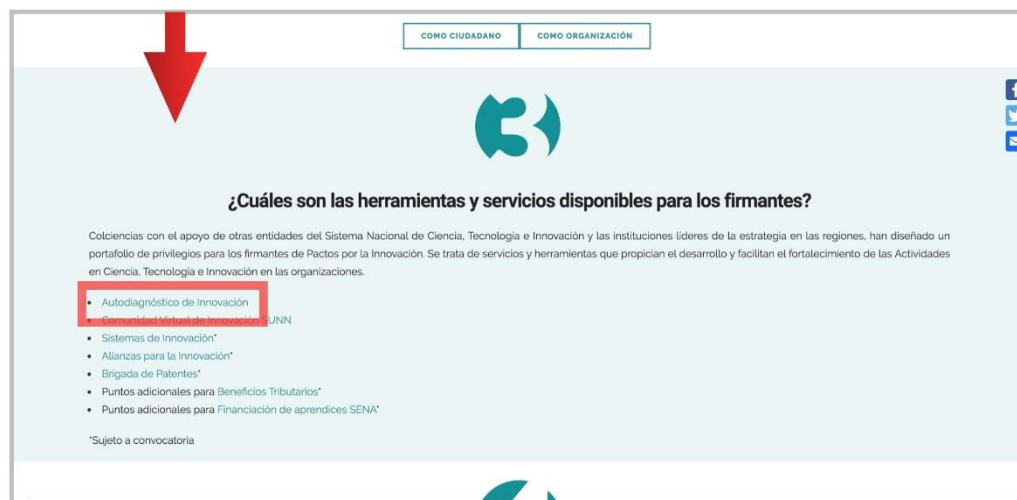 COMO CIUDADANO COMO ORGANIZACIÓN
3
¿Cuáles son las herramientas y servicios disponibles para los firmantes?
Colciencias con el apoyo de otras entidades del Sistema Nacional de Ciencia, Tecnología e Innovación y las instituciones líderes de la estrategia en las regiones, han diseñado un
portafolio de privilegios para los firmantes de Pactos por la Innovación. Se trata de servicios y herramientas que propician el desarrollo y facilitan el fortalecimiento de las Actividades
en Ciencia, Tecnología e Innovación en las organizaciones.
• Autodiagnóstico de Innovación
• Comunidad Virtual de Innovación SUNN
• Sistemas de Innovación*
• Alianzas para la Innovación*
• Brigada de Patentes*
• Puntos adicionales para Beneficios Tributarios*
• Puntos adicionales para Financiación de aprendices SENA*
*Sujeto a convocatoria